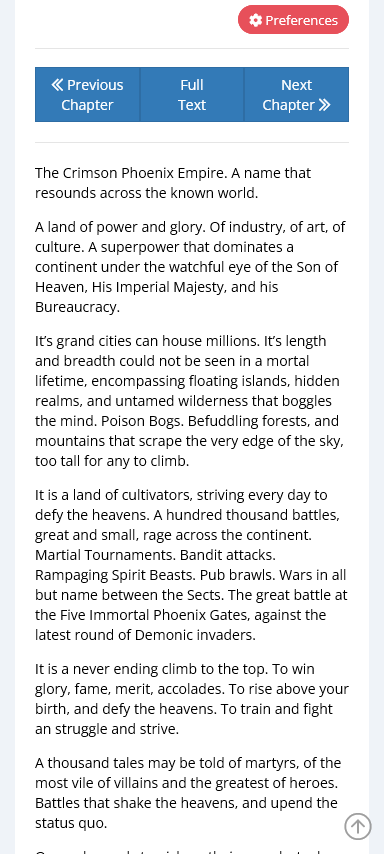 Preferences
Previous Chapter
Full Text
Next Chapter
The Crimson Phoenix Empire. A name that
resounds across the known world.
A land of power and glory. Of industry, of art, of
culture. A superpower that dominates a
continent under the watchful eye of the Son of
Heaven, His Imperial Majesty, and his
Bureaucracy.
It’s grand cities can house millions. It’s length
and breadth could not be seen in a mortal
lifetime, encompassing floating islands, hidden
realms, and untamed wilderness that boggles
the mind. Poison Bogs. Befuddling forests, and
mountains that scrape the very edge of the sky,
too tall for any to climb.
It is a land of cultivators, striving every day to
defy the heavens. A hundred thousand battles,
great and small, rage across the continent.
Martial Tournaments. Bandit attacks.
Rampaging Spirit Beasts. Pub brawls. Wars in all
but name between the Sects. The great battle at
the Five Immortal Phoenix Gates, against the
latest round of Demonic invaders.
It is a never ending climb to the top. To win
glory, fame, merit, accolades. To rise above your
birth, and defy the heavens. To train and fight
an struggle and strive.
A thousand tales may be told of martyrs, of the
most vile of villains and the greatest of heroes.
Battles that shake the heavens, and upend the
status quo.